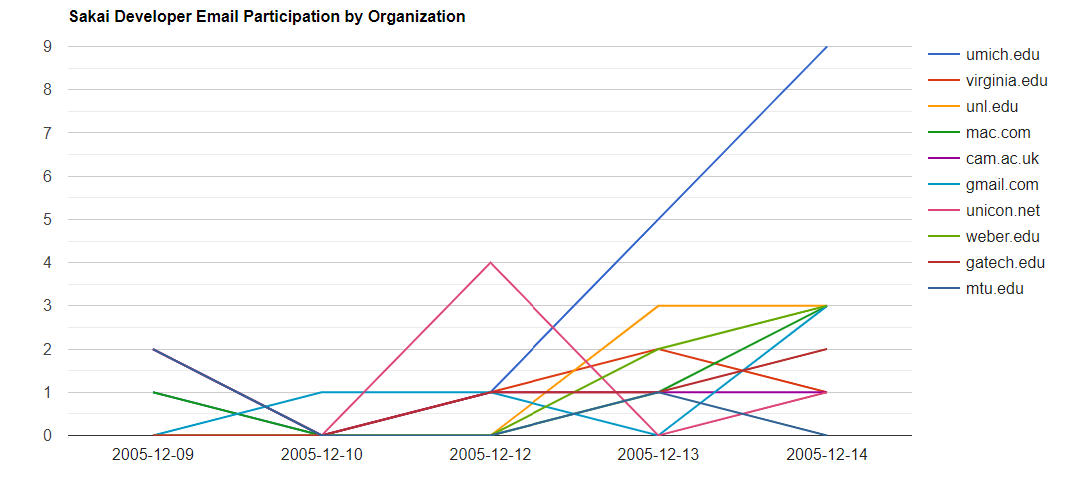 Sakai Developer Email Participation by Organization
9
8
7
6
5
4
3
2
1
0
2005-12-09 2005-12-10 2005-12-12 2005-12-13 2005-12-14
umich.edu
virginia.edu
unl.edu
mac.com
cam.ac.uk
gmail.com
unicon.net
weber.edu
gatech.edu
mtu.edu